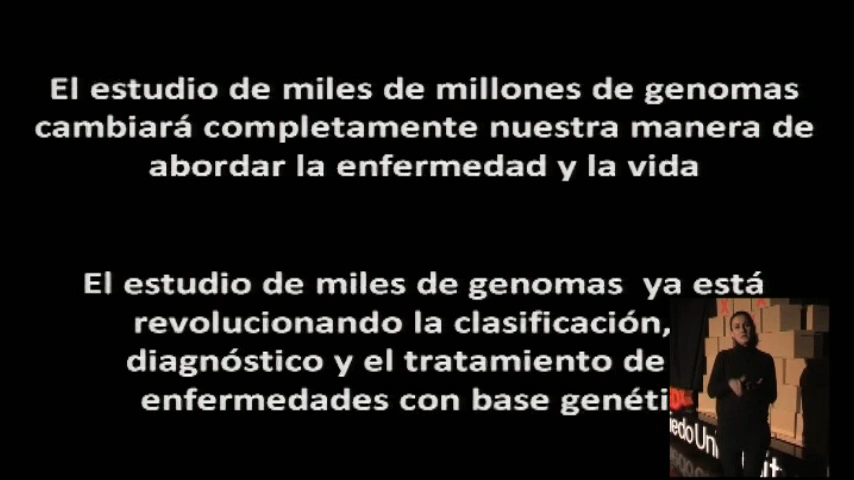 El estudio de miles de millones de genomas
cambiará completamente nuestra manera de
abordar la enfermedad y la vida
El estudio de miles de genomas ya está
revolucionando la clasificación,
diagnóstico y el tratamiento de
enfermedades con base genéti